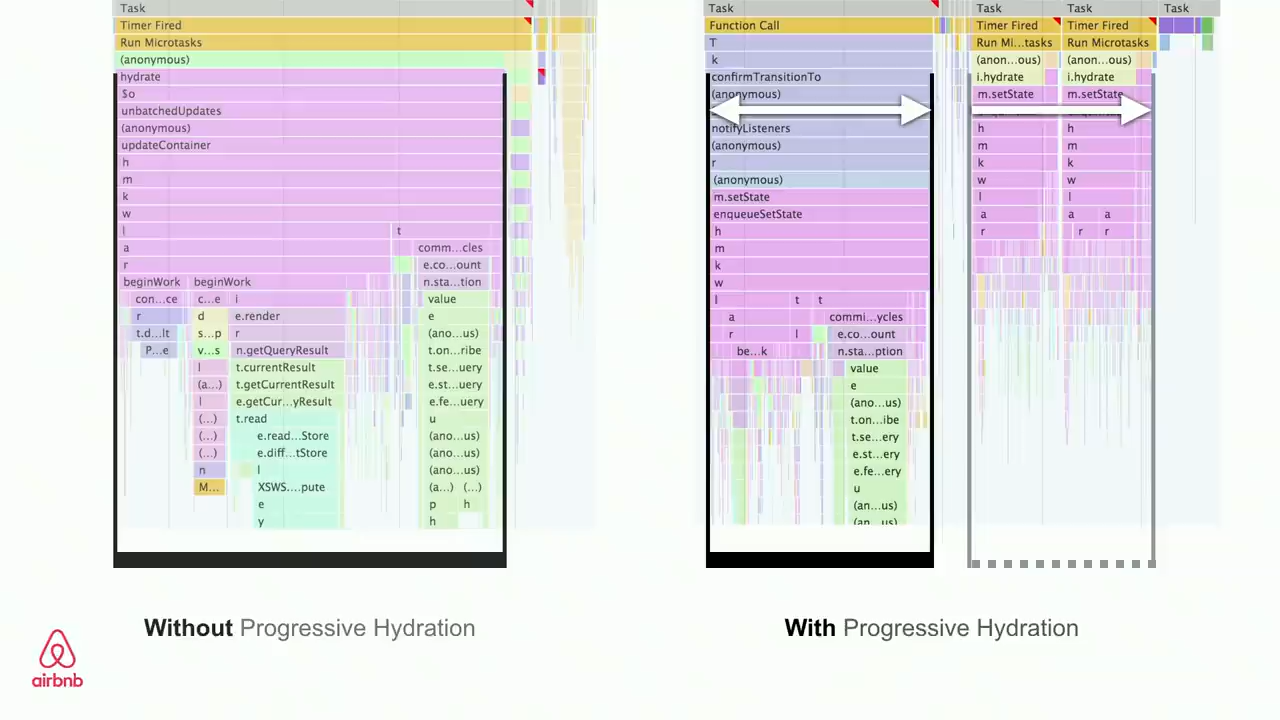 Task
Timer Fired
Run Microtasks
(anonymous)
hydrate
$o
unbatchedUpdates
(anonymous)
updateContainer
h
m
k
w
l t
a comm...cles
r e.co...ount
beginWork beginWork n.sta...tion
con...ce c...e i value
r d e.render e
t.d...lt s...p r (ano...us)
P...e v...s n.getQueryResult t.on...ribe
l t.currentResult t.se...uery
(a...) t.getCurrentResult e.st...uery
l e.getCur...yResult e.fe...uery
(...) t.read u
(...) e.read...Store (ano...us)
(...) e.diff...tStore (ano...us)
n l (ano...us)
M... XSWS....pute (a...) (...)
e p h
y h
Task Task Task Task
Function Call Timer Fired Timer Fired
T Run Mi...tasks Run Microtasks
k (anon...ous) (anon...ous)
confirmTransitionTo i.hydrate i.hydrate
(anonymous) m.setState m.setState
notifyListeners h h
(anonymous) m m
r k k
(anonymous) w w
m.setState l l
enqueueSetState a a a
h r r r
m
k
w
l t t
a commi...ycles
r l e.co...ount
be...k n.sta...ption
value
e
(ano...us)
t.on...ibe
t.se...ery
e.st...ery
e.fe...ery
u
(an...us)
(an...us)
Without Progressive Hydration
With Progressive Hydration
airbnb